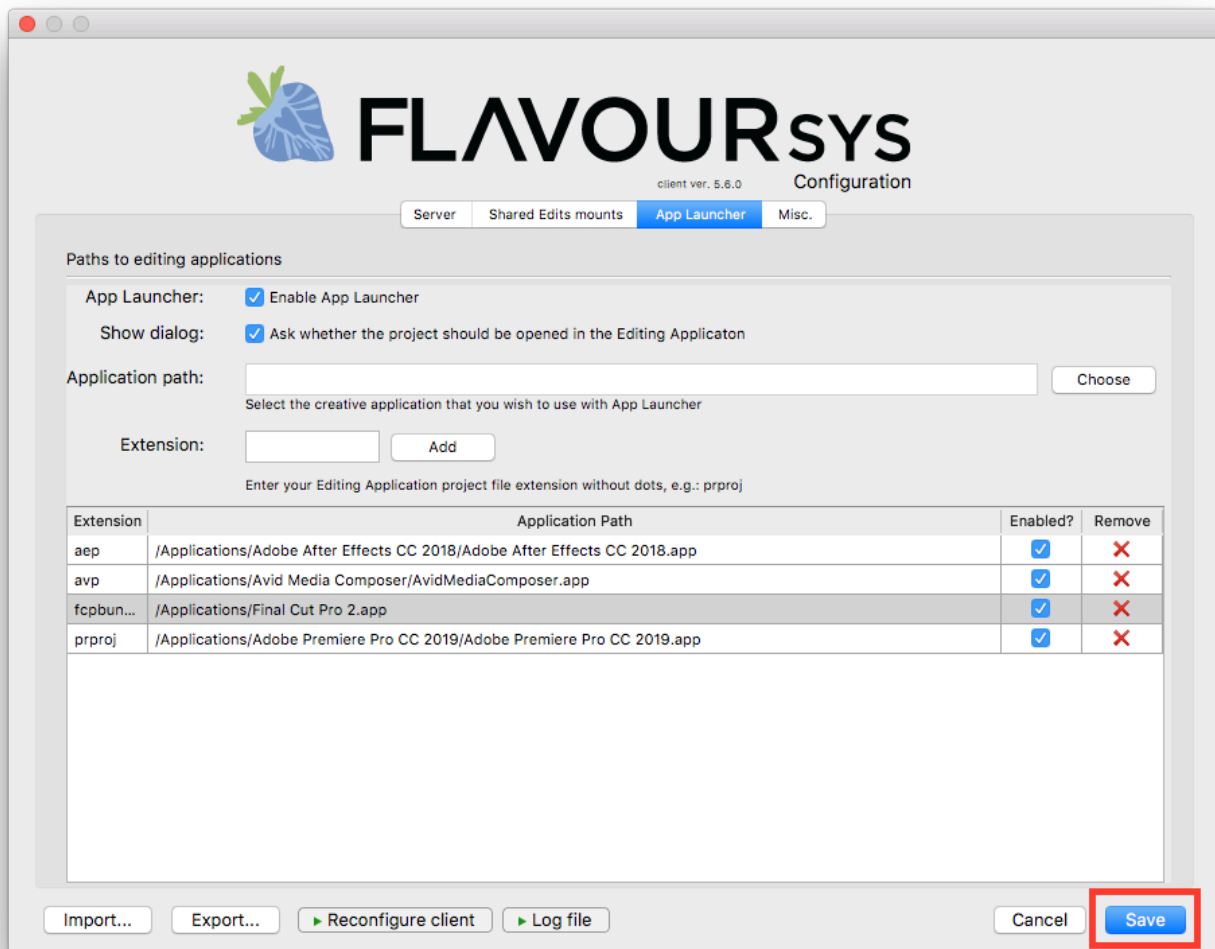 FLAVOURSYS
client ver. 5.6.0 Configuration
Server Shared Edits mounts App Launcher Misc.
Paths to editing applications
App Launcher: Enable App Launcher
Show dialog: Ask whether the project should be opened in the Editing Applicaton
Application path: Choose
Select the creative application that you wish to use with App Launcher
Extension: Add
Enter your Editing Application project file extension without dots, e.g.: prproj
Extension Application Path Enabled? Remove
aep /Applications/Adobe After Effects CC 2018/Adobe After Effects CC 2018.app
avp /Applications/Avid Media Composer/AvidMediaComposer.app
fcpbun... /Applications/Final Cut Pro 2.app
prproj /Applications/Adobe Premiere Pro CC 2019/Adobe Premiere Pro CC 2019.app
Import... Export... Reconfigure client Log file Cancel Save